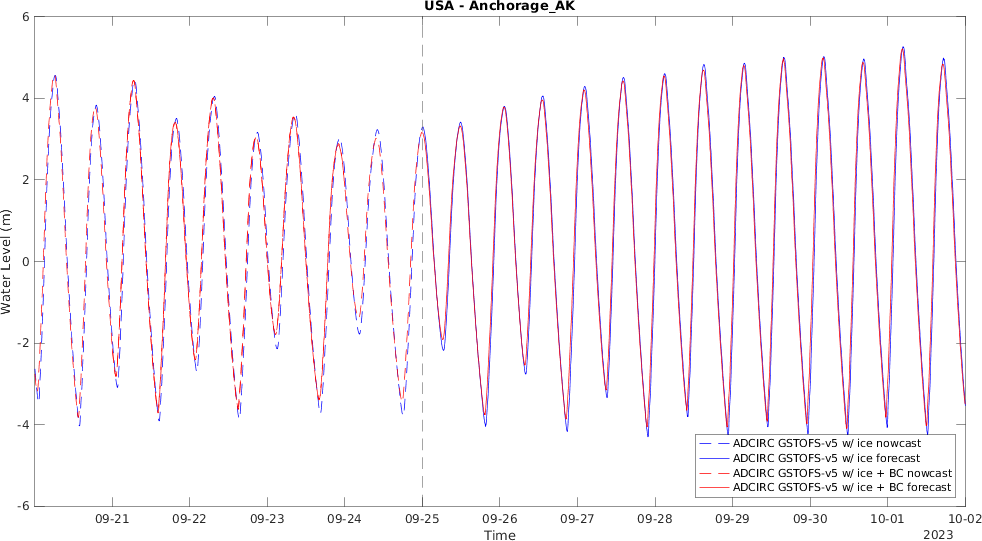 USA - Anchorage_AK
6
4
2
0
-2
-4
-6
Water Level (m)
ADCIRC GSTOFS-v5 w/ ice nowcast
ADCIRC GSTOFS-v5 w/ ice forecast
ADCIRC GSTOFS-v5 w/ ice + BC nowcast
ADCIRC GSTOFS-v5 w/ ice + BC forecast
09-21 09-22 09-23 09-24 09-25 09-26 09-27 09-28 09-29 09-30 10-01 10-02
Time
2023